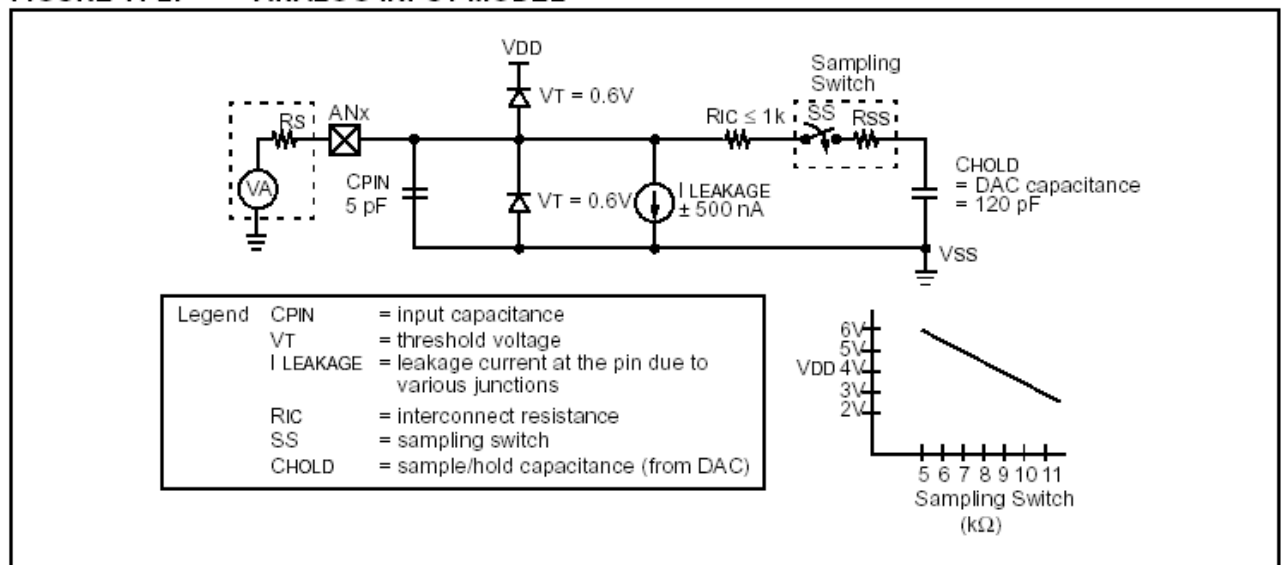 VDD
Sampling
Switch
VT = 0.6V
RS
ANx
RIC ≤ 1k
SS
RSS
VA
CPIN
5 pF
VT = 0.6V
I LEAKAGE
± 500 nA
CHOLD
= DAC capacitance
= 120 pF
VSS
Legend CPIN = input capacitance
VT = threshold voltage
I LEAKAGE = leakage current at the pin due to
various junctions
RIC = interconnect resistance
SS = sampling switch
CHOLD = sample/hold capacitance (from DAC)
6V
5V
VDD 4V
3V
2V
5 6 7 8 9 10 11
Sampling Switch
(kΩ)